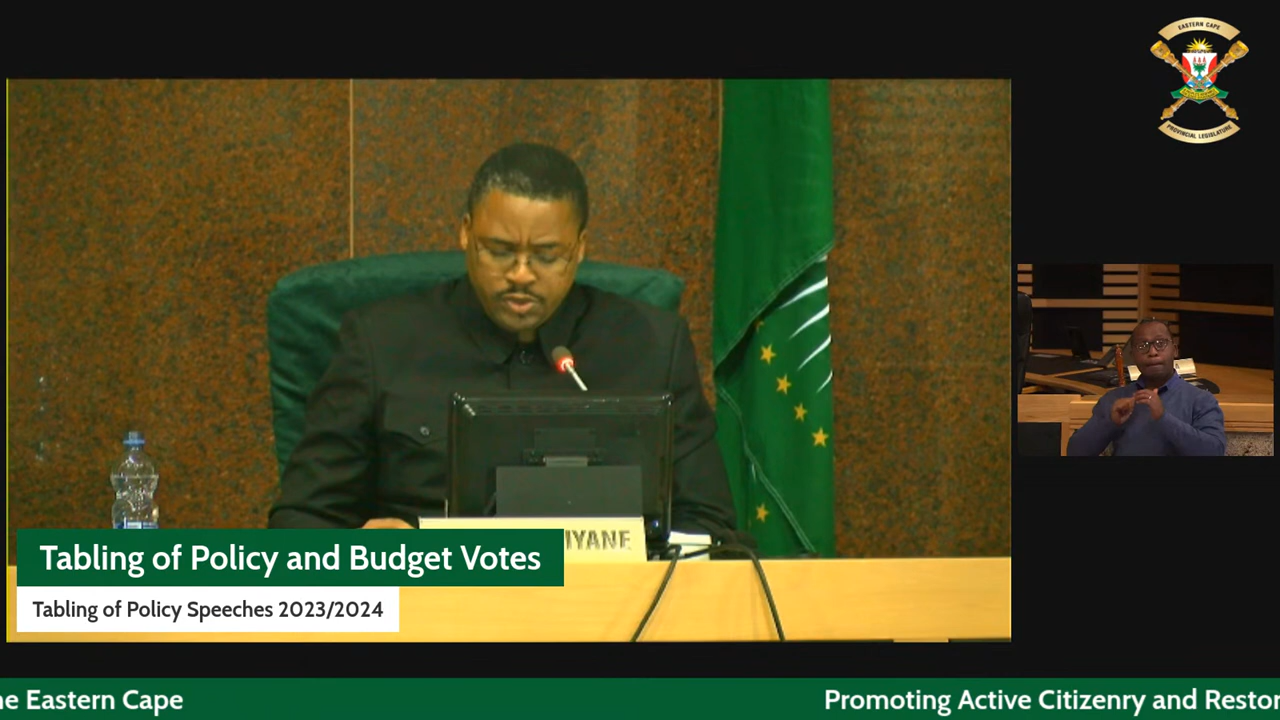 EASTERN CAPE
PROVINCIAL LEGISLATURE
IYANE
Tabling of Policy and Budget Votes
Tabling of Policy Speeches 2023/2024
he Eastern Cape
Promoting Active Citizenry and Restor